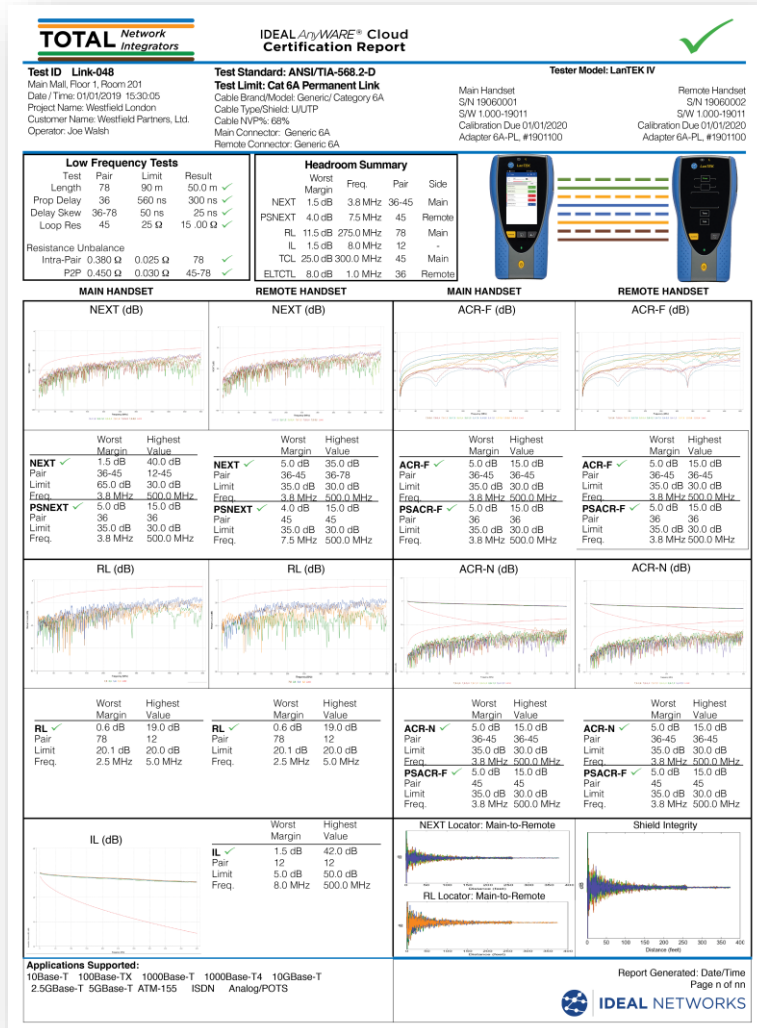 TOTAL Network Integrators
IDEAL AnyWARE® Cloud
Certification Report
Test ID Link-048
Main Mall, Floor 1, Room 201
Date / Time: 01/01/2019 15:30:05
Project Name: Westfield London
Customer Name: Westfield Partners, Ltd.
Operator: Joe Walsh
Test Standard: ANSI/TIA-568.2-D
Test Limit: Cat 6A Permanent Link
Cable Brand/Model: Generic/ Category 6A
Cable Type/Shield: U/UTP
Cable NVP%: 68%
Main Connector: Generic 6A
Remote Connector: Generic 6A
Tester Model: LanTEK IV
Main Handset
S/N 19060001
S/W 1.000-19011
Calibration Due 01/01/2020
Adapter 6A-PL, #1901100
Remote Handset
S/N 19060002
S/W 1.000-19011
Calibration Due 01/01/2020
Adapter 6A-PL, #1901100
Low Frequency Tests
Test Pair Limit Result
Length 78 90 m 50.0 m ✓
Prop Delay 36 560 ns 300 ns ✓
Delay Skew 36-78 50 ns 25 ns ✓
Loop Res 45 25 Ω 15 .00 Ω ✓
Resistance Unbalance
Intra-Pair 0.380 Ω 0.025 Ω 78 ✓
P2P 0.450 Ω 0.030 Ω 45-78 ✓
Headroom Summary
Worst Margin Freq. Pair Side
NEXT 1.5 dB 3.8 MHz 36-45 Main
PSNEXT 4.0 dB 7.5 MHz 45 Remote
RL 11.5 dB 275.0 MHz 78 Main
IL 1.5 dB 8.0 MHz 12 -
TCL 25.0 dB 300.0 MHz 45 Main
ELTCTL 8.0 dB 1.0 MHz 36 Remote
MAIN HANDSET
REMOTE HANDSET
MAIN HANDSET
REMOTE HANDSET
NEXT (dB)
NEXT (dB)
ACR-F (dB)
ACR-F (dB)
Worst Margin Highest Value
NEXT ✓ 1.5 dB 40.0 dB
Pair 36-45 12-45
Limit 65.0 dB 30.0 dB
Freq. 3.8 MHz 500.0 MHz
PSNEXT ✓ 5.0 dB 15.0 dB
Pair 36 36
Limit 35.0 dB 30.0 dB
Freq. 3.8 MHz 500.0 MHz
Worst Margin Highest Value
NEXT ✓ 5.0 dB 35.0 dB
Pair 36-45 36-78
Limit 35.0 dB 30.0 dB
Freq. 3.8 MHz 500.0 MHz
PSNEXT ✓ 4.0 dB 15.0 dB
Pair 45 45
Limit 35.0 dB 30.0 dB
Freq. 7.5 MHz 500.0 MHz
Worst Margin Highest Value
ACR-F ✓ 5.0 dB 15.0 dB
Pair 36-45 36-45
Limit 35.0 dB 30.0 dB
Freq. 3.8 MHz 500.0 MHz
PSACR-F ✓ 5.0 dB 15.0 dB
Pair 36 36
Limit 35.0 dB 30.0 dB
Freq. 3.8 MHz 500.0 MHz
Worst Margin Highest Value
ACR-F ✓ 5.0 dB 15.0 dB
Pair 36-45 36-45
Limit 35.0 dB 30.0 dB
Freq. 3.8 MHz 500.0 MHz
PSACR-F ✓ 5.0 dB 15.0 dB
Pair 36 36
Limit 35.0 dB 30.0 dB
Freq. 3.8 MHz 500.0 MHz
RL (dB)
RL (dB)
ACR-N (dB)
ACR-N (dB)
Worst Margin Highest Value
RL ✓ 0.6 dB 19.0 dB
Pair 78 12
Limit 20.1 dB 20.0 dB
Freq. 2.5 MHz 5.0 MHz
Worst Margin Highest Value
RL ✓ 0.6 dB 19.0 dB
Pair 78 12
Limit 20.1 dB 20.0 dB
Freq. 2.5 MHz 5.0 MHz
Worst Margin Highest Value
ACR-N ✓ 5.0 dB 15.0 dB
Pair 36-45 36-45
Limit 35.0 dB 30.0 dB
Freq. 3.8 MHz 500.0 MHz
PSACR-F ✓ 5.0 dB 15.0 dB
Pair 45 45
Limit 35.0 dB 30.0 dB
Freq. 3.8 MHz 500.0 MHz
Worst Margin Highest Value
ACR-N ✓ 5.0 dB 15.0 dB
Pair 36-45 36-45
Limit 35.0 dB 30.0 dB
Freq. 3.8 MHz 500.0 MHz
PSACR-F ✓ 5.0 dB 15.0 dB
Pair 45 45
Limit 35.0 dB 30.0 dB
Freq. 3.8 MHz 500.0 MHz
IL (dB)
Worst Margin Highest Value
IL ✓ 1.5 dB 42.0 dB
Pair 12 12
Limit 5.0 dB 50.0 dB
Freq. 8.0 MHz 500.0 MHz
NEXT Locator: Main-to-Remote
0 50 100 150 200 250 300 350 400
Distance (feet)
RL Locator: Main-to-Remote
Shield Integrity
dB
0 50 100 150 200 250 300 350 400
Distance (feet)
Applications Supported:
10Base-T 100Base-TX 1000Base-T 1000Base-T4 10GBase-T
2.5GBase-T 5GBase-T ATM-155 ISDN Analog/POTS
Report Generated: Date/Time
Page n of nn
IDEAL NETWORKS